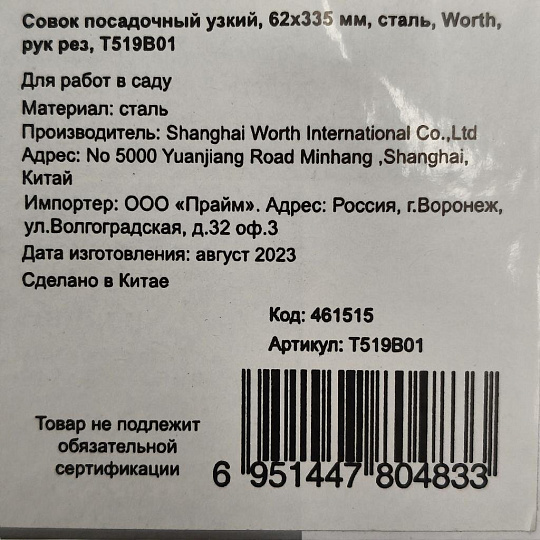 Совок посадочный узкий, 62х335 мм, сталь, Worth,
рук рез, T519B01
Для работ в саду
Материал: сталь
Производитель: Shanghai Worth International Co.,Ltd
Адрес: No 5000 Yuanjiang Road Minhang ,Shanghai,
Китай
Импортер: ООО «Прайм». Адрес: Россия, г.Воронеж,
ул.Волгоградская, д.32 оф.3
Дата изготовления: август 2023
Сделано в Китае
Код: 461515
Артикул: T519B01
Товар не подлежит
обязательной
сертификации
6 951447 804833